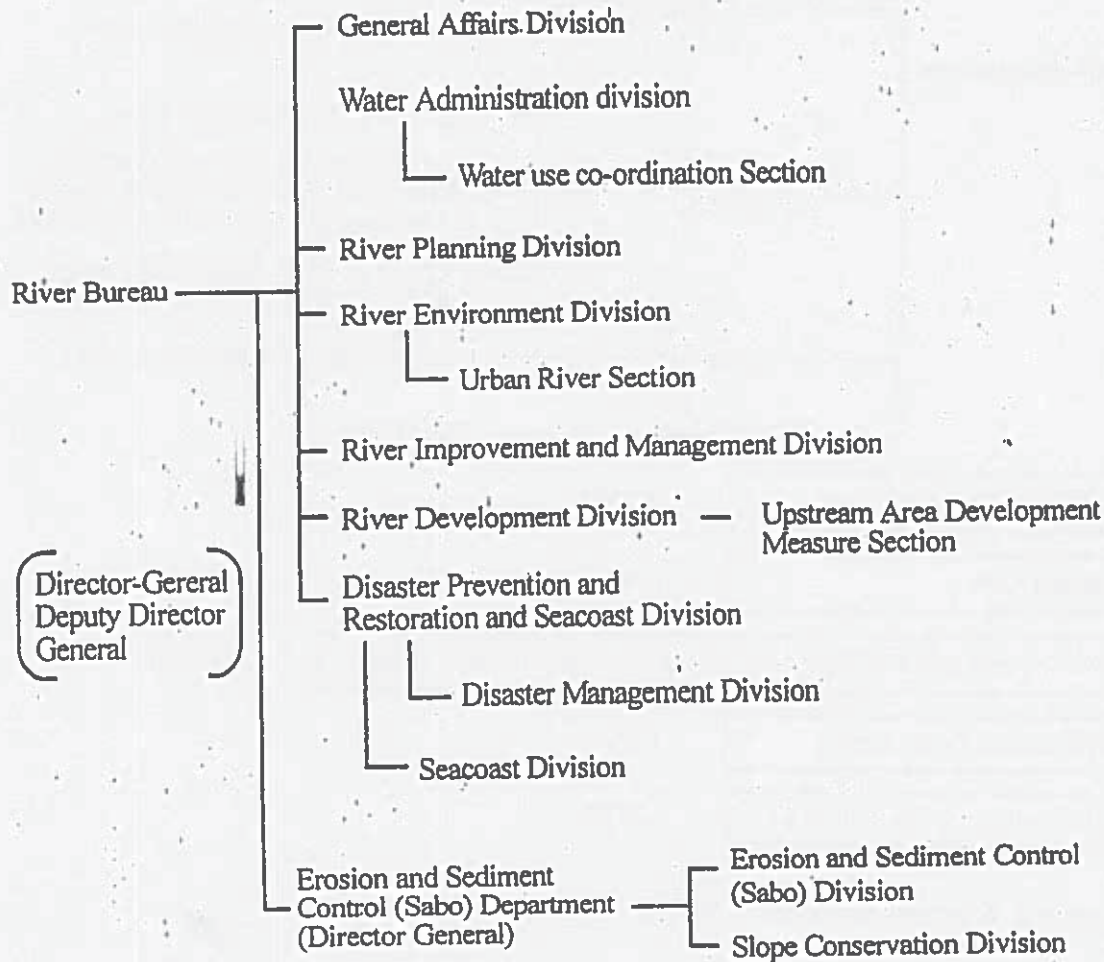 General Affairs Division
Water Administration division
Water use co-ordination Section
River Planning Division
River Bureau
River Environment Division
Urban River Section
River Improvement and Management Division
River Development Division
Upstream Area Development
Measure Section
Director-Gereral
Deputy Director
General
Disaster Prevention and
Restoration and Seacoast Division
Disaster Management Division
Seacoast Division
Erosion and Sediment
Control (Sabo) Department
(Director General)
Erosion and Sediment Control
(Sabo) Division
Slope Conservation Division